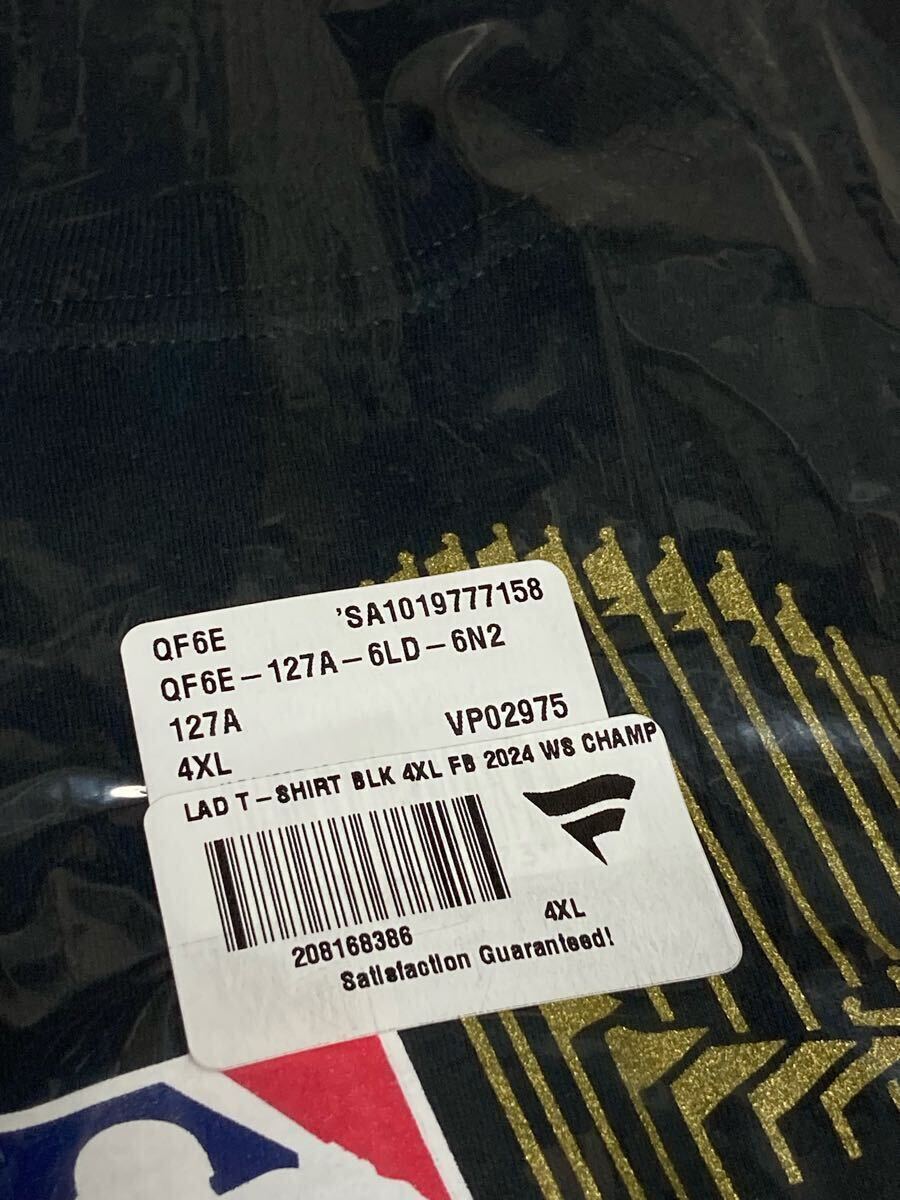 QF6E 'SA1019777158
QF6E-127A-6LD-6N2
127A VP02975
4XL
LAD T-SHIRT BLK 4XL FB 2024 WS CHAMP
208168386
4XL
Satisfaction Guaranteed!